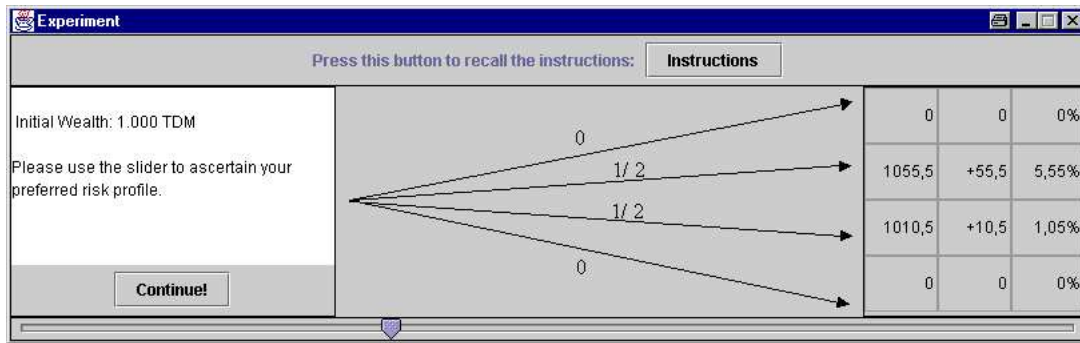 Experiment
Press this button to recall the instructions: Instructions
Initial Wealth: 1.000 TDM
Please use the slider to ascertain your
preferred risk profile.
Continue!
0
1/ 2
1/ 2
0
0 0 0%
1055,5 +55,5 5,55%
1010,5 +10,5 1,05%
0 0 0%